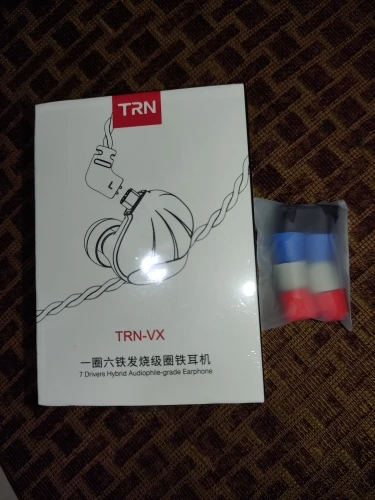 TRN
L
TRN-VX
一圈六铁发烧级圈铁耳机
7 Drivers Hybrid Audiophile-grade Earphone